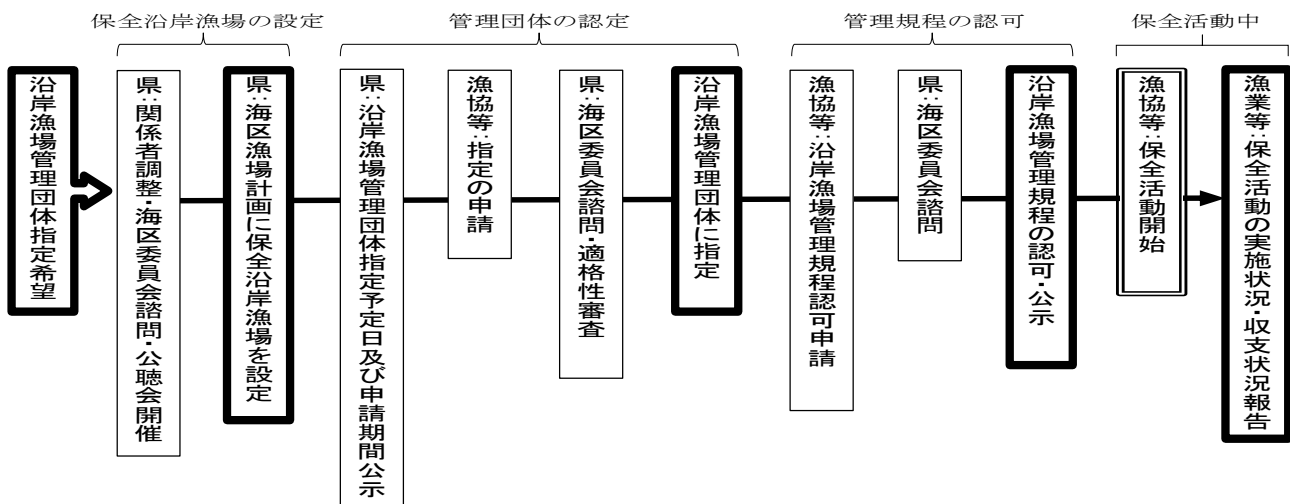 保全沿岸漁場の設定
管理団体の認定
管理規程の認可
保全活動中
沿岸漁場管理団体指定希望
県：関係者調整・海区委員会諮問・公聴会開催
県：海区漁場計画に保全沿岸漁場を設定
県：沿岸漁場管理団体指定予定日及び申請期間公示
漁協等：指定の申請
県：海区委員会諮問・適格性審査
沿岸漁場管理団体に指定
漁協等：沿岸漁場管理規程認可申請
県：海区委員会諮問
沿岸漁場管理規程の認可・公示
漁協等：保全活動開始
漁業等：保全活動の実施状況・収支状況報告